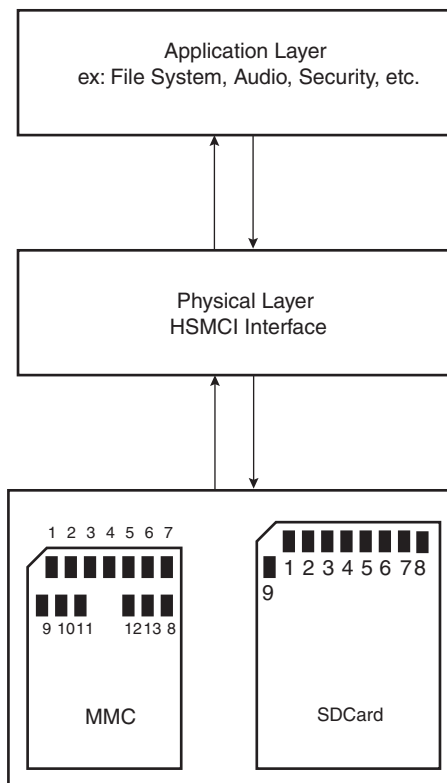 Application Layer
ex: File System, Audio, Security, etc.
Physical Layer
HSMCI Interface
1 2 3 4 5 6 7
9 10 11 12 13 8
MMC
1 2 3 4 5 6 7 8
9
SDCard